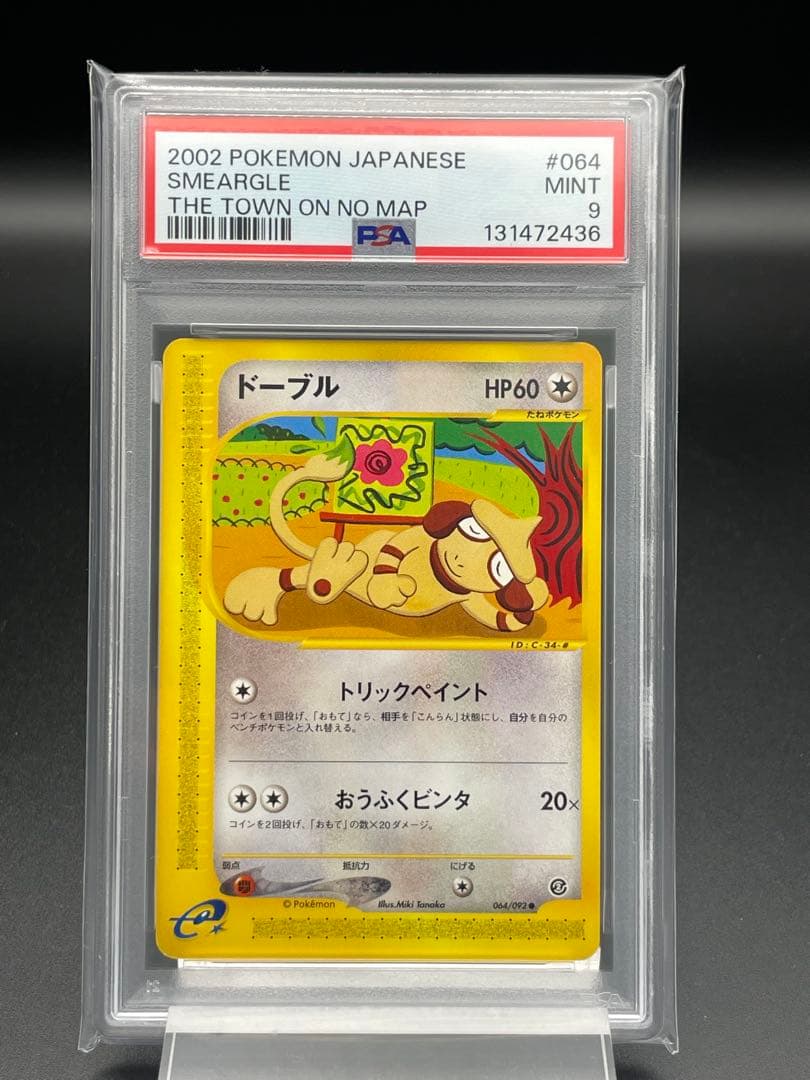 2002 POKEMON JAPANESE #064
SMEARGLE MINT
THE TOWN ON NO MAP 9
PSA 131472436
ドーブル HP60
たねポケモン
ID:C-34-#
トリックペイント
コインを1回投げ、「おもて」なら、相手を「こんらん」状態にし、自分を自分の
ベンチポケモンと入れ替える。
おうふくビンタ 20×
コインを2回投げ、「おもて」の数×20ダメージ。
弱点 抵抗力 にげる
© Pokémon Illus.Miki Tanaka 064/092●
e